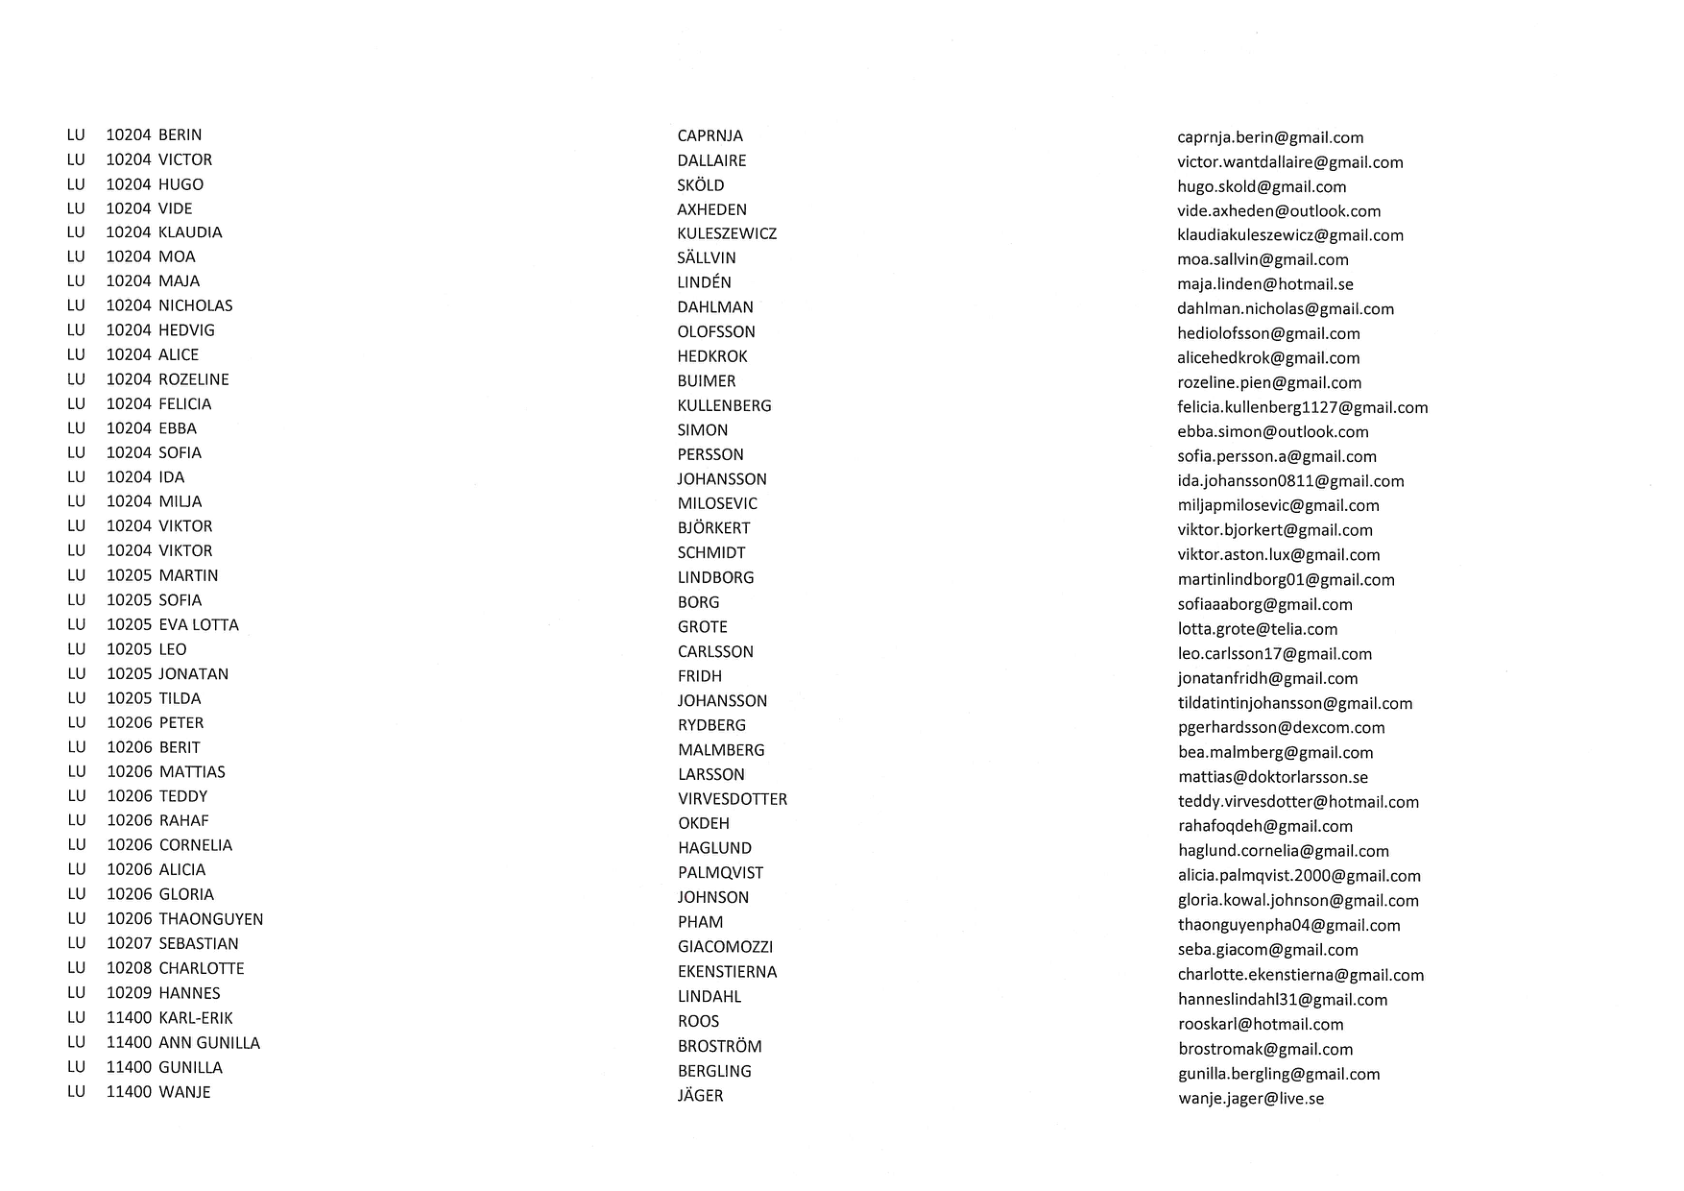 LU 10204 BERIN CAPRNJA caprnja.berin@gmail.com
LU 10204 VICTOR DALLAIRE victor.wantdallaire@gmail.com
LU 10204 HUGO SKÖLD hugo.skold@gmail.com
LU 10204 VIDE AXHEDEN vide.axheden@outlook.com
LU 10204 KLAUDIA KULESZEWICZ klaudiakuleszewicz@gmail.com
LU 10204 MOA SÄLLVIN moa.sallvin@gmail.com
LU 10204 MAJA LINDÉN maja.linden@hotmail.se
LU 10204 NICHOLAS DAHLMAN dahlman.nicholas@gmail.com
LU 10204 HEDVIG OLOFSSON hediolofsson@gmail.com
LU 10204 ALICE HEDKROK alicehedkrok@gmail.com
LU 10204 ROZELINE BUIMER rozeline.pien@gmail.com
LU 10204 FELICIA KULLENBERG felicia.kullenberg1127@gmail.com
LU 10204 EBBA SIMON ebba.simon@outlook.com
LU 10204 SOFIA PERSSON sofia.persson.a@gmail.com
LU 10204 IDA JOHANSSON ida.johansson0811@gmail.com
LU 10204 MILJA MILOSEVIC miljapmilosevic@gmail.com
LU 10204 VIKTOR BJÖRKERT viktor.bjorkert@gmail.com
LU 10204 VIKTOR SCHMIDT viktor.aston.lux@gmail.com
LU 10205 MARTIN LINDBORG martinlindborg01@gmail.com
LU 10205 SOFIA BORG sofiaaaborg@gmail.com
LU 10205 EVA LOTTA GROTE lotta.grote@telia.com
LU 10205 LEO CARLSSON leo.carlsson17@gmail.com
LU 10205 JONATAN FRIDH jonatanfridh@gmail.com
LU 10205 TILDA JOHANSSON tildatintinjohansson@gmail.com
LU 10206 PETER RYDBERG pgerhardsson@dexcom.com
LU 10206 BERIT MALMBERG bea.malmberg@gmail.com
LU 10206 MATTIAS LARSSON mattias@doktorlarsson.se
LU 10206 TEDDY VIRVESDOTTER teddy.virvesdotter@hotmail.com
LU 10206 RAHAF OKDEH rahafoqdeh@gmail.com
LU 10206 CORNELIA HAGLUND haglund.cornelia@gmail.com
LU 10206 ALICIA PALMQVIST alicia.palmqvist.2000@gmail.com
LU 10206 GLORIA JOHNSON gloria.kowal.johnson@gmail.com
LU 10206 THAONGUYEN PHAM thaonguyenpha04@gmail.com
LU 10207 SEBASTIAN GIACOMOZZI seba.giacom@gmail.com
LU 10208 CHARLOTTE EKENSTIERNA charlotte.ekenstierna@gmail.com
LU 10209 HANNES LINDAHL hanneslindahl31@gmail.com
LU 11400 KARL-ERIK ROOS rooskarl@hotmail.com
LU 11400 ANN GUNILLA BROSTRÖM brostromak@gmail.com
LU 11400 GUNILLA BERGLING gunilla.bergling@gmail.com
LU 11400 WANJE JÄGER wanje.jager@live.se